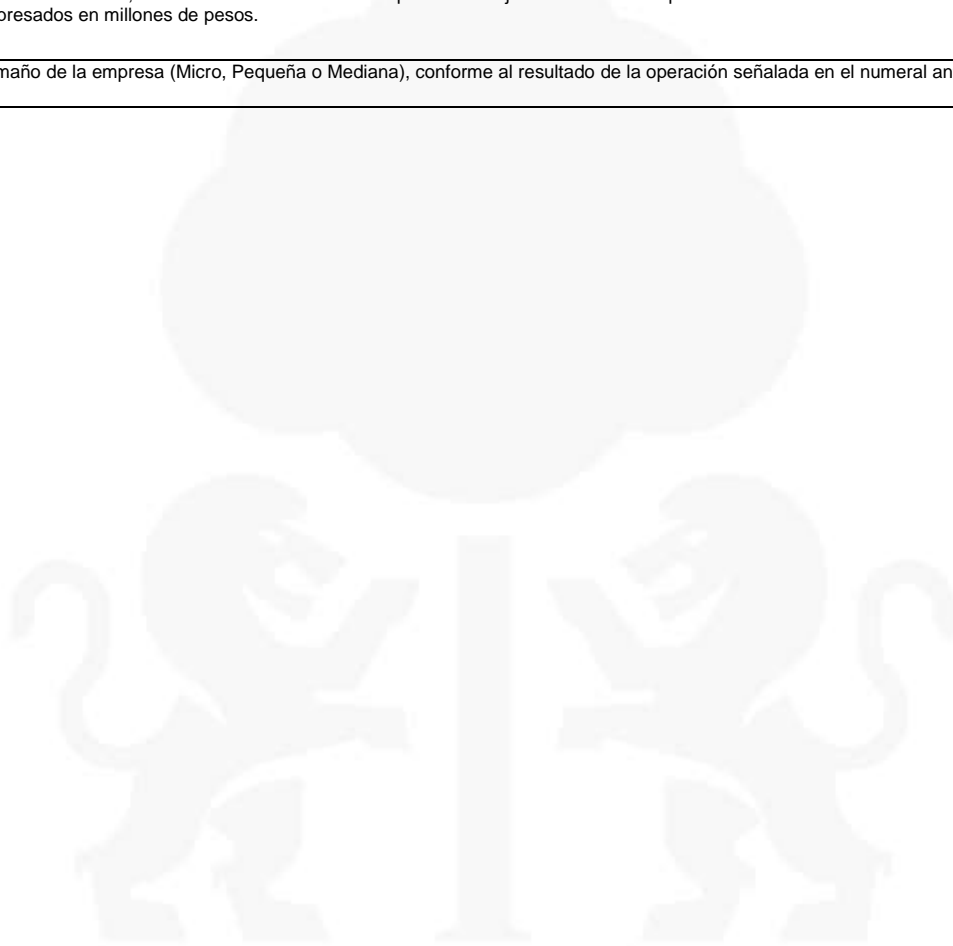 presados en millones de pesos.
maño de la empresa (Micro, Pequeña o Mediana), conforme al resultado de la operación señalada en el numeral an